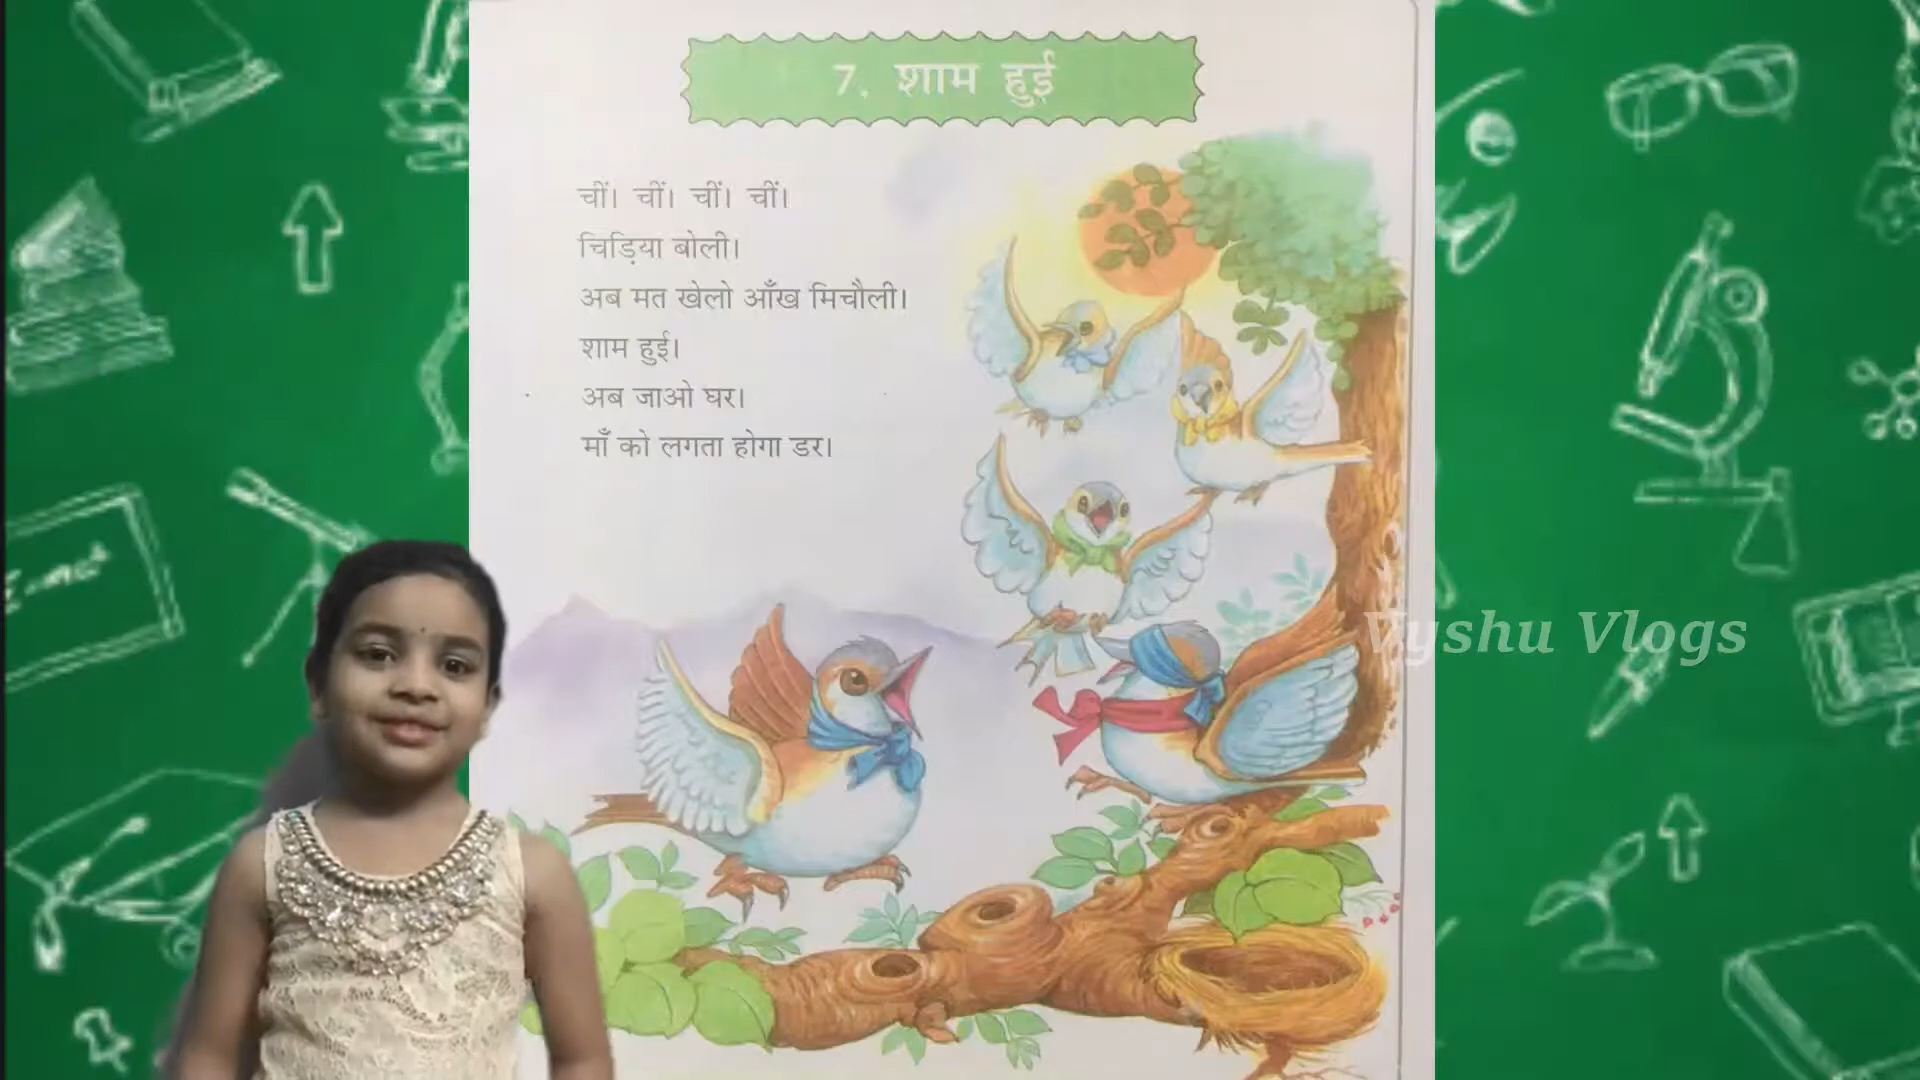 7. शाम हुई
चीं। चीं। चीं। चीं।
चिड़िया बोली।
अब मत खेलो आँख मिचौली।
शाम हुई।
अब जाओ घर।
माँ को लगता होगा डर।
Vyshu Vlogs